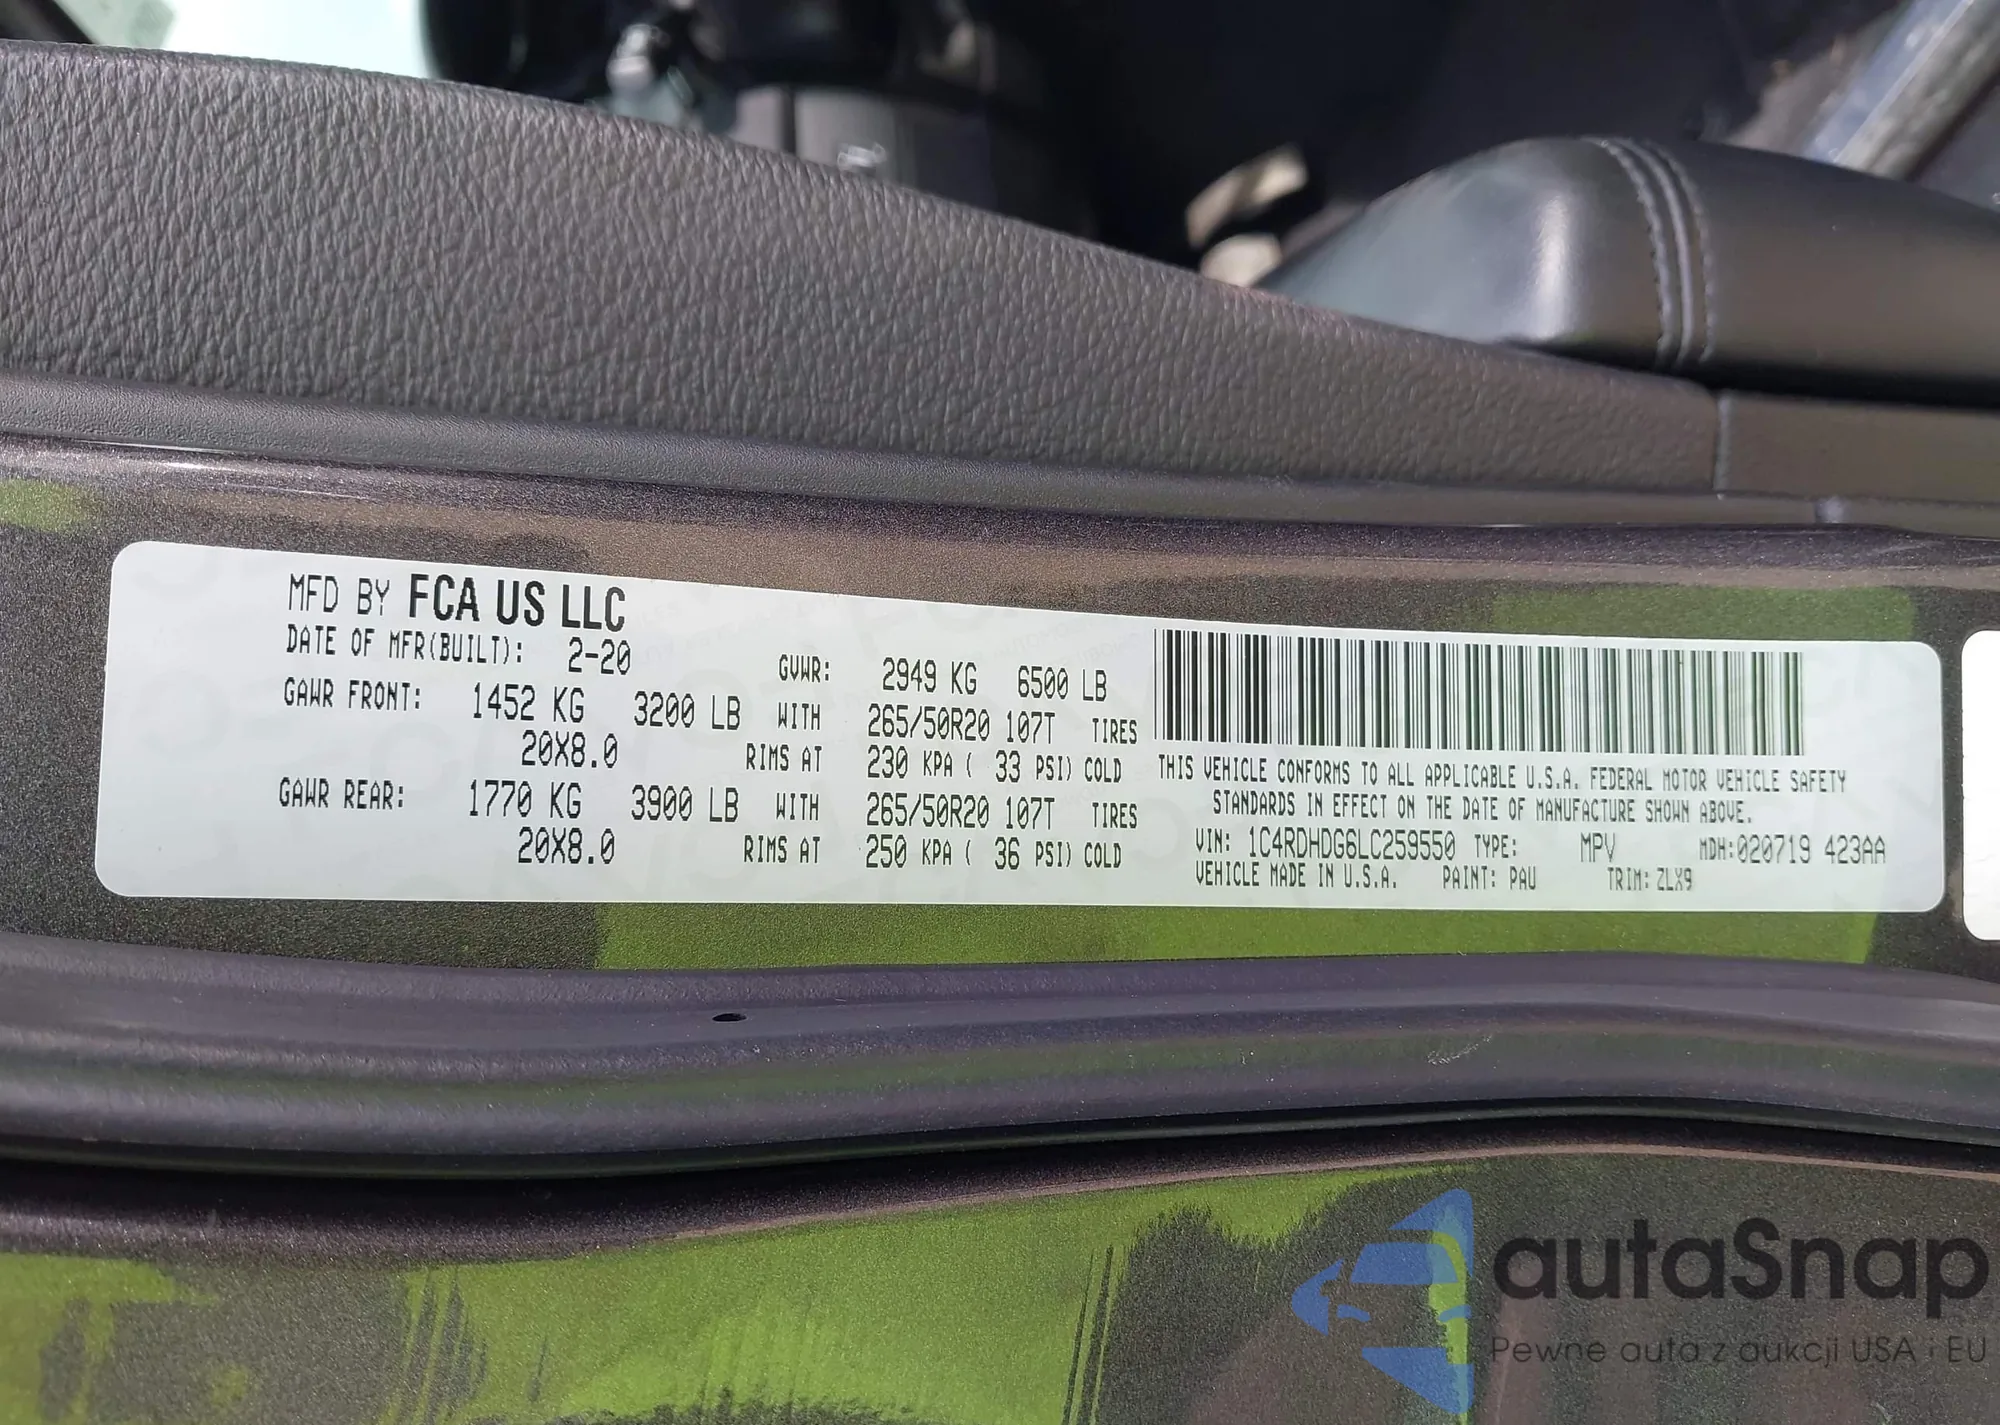 MFD BY FCA US LLC
DATE OF MFR(BUILT): 2-20 GVWR: 2949 KG 6500 LB
GAWR FRONT: 1452 KG 3200 LB WITH 265/50R20 107T TIRES
20X8.0 RIMS AT 230 KPA ( 33 PSI) COLD
GAWR REAR: 1770 KG 3900 LB WITH 265/50R20 107T TIRES
20X8.0 RIMS AT 250 KPA ( 36 PSI) COLD
THIS VEHICLE CONFORMS TO ALL APPLICABLE U.S.A. FEDERAL MOTOR VEHICLE SAFETY
STANDARDS IN EFFECT ON THE DATE OF MANUFACTURE SHOWN ABOVE.
VIN: 1C4RDHDG6LC259550 TYPE: MPV MDH:020719 423AA
VEHICLE MADE IN U.S.A. PAINT: PAU TRIM: ZLX9
autaSnap
Pewne auta z aukcji USA i EU